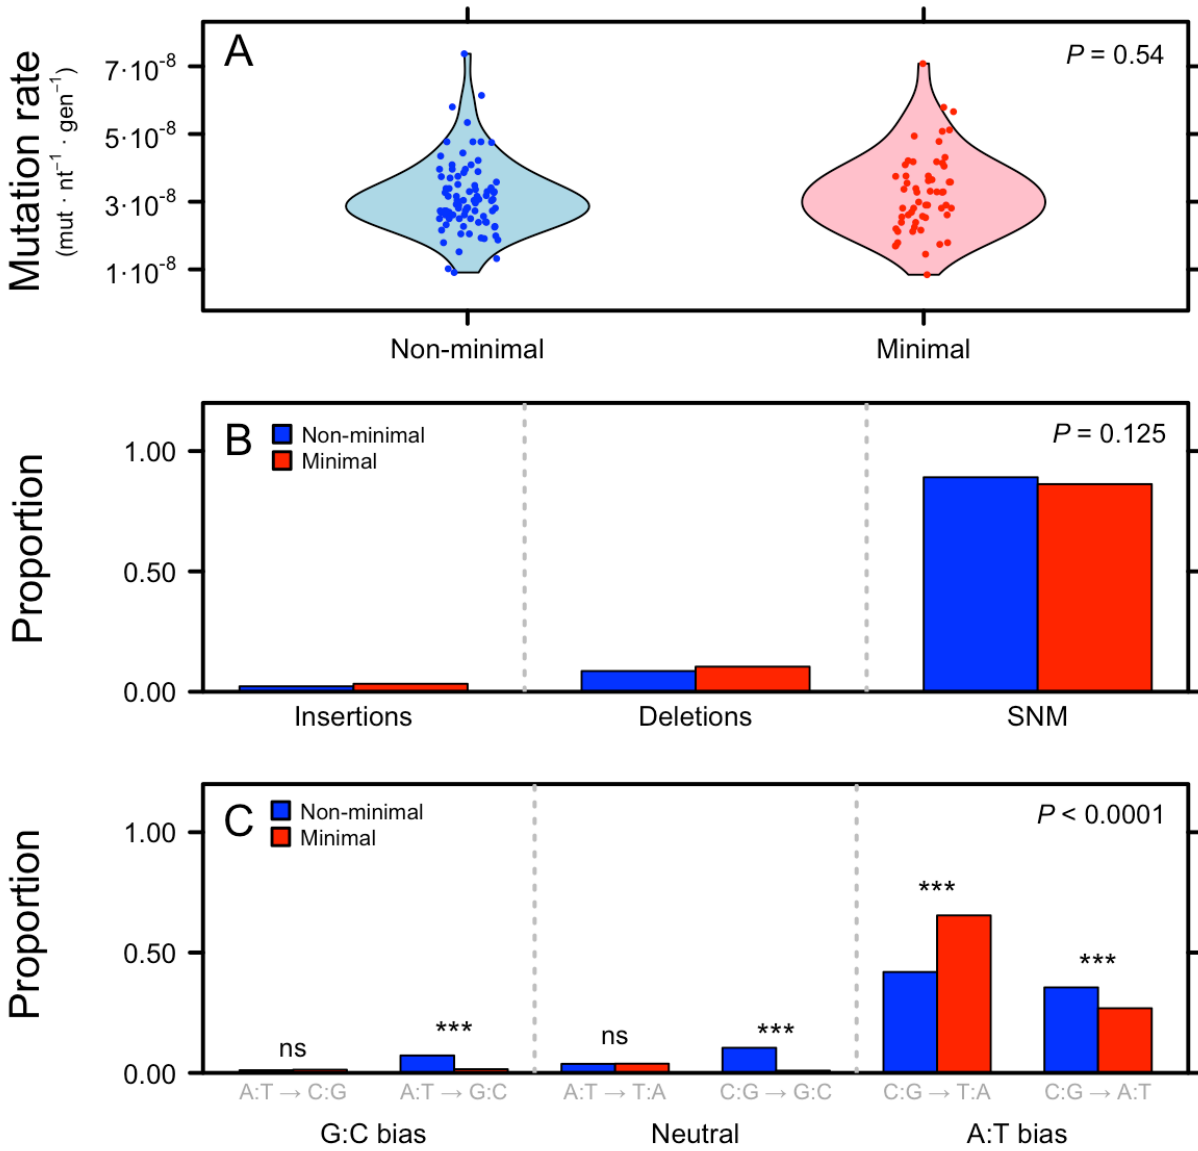 A
P = 0.54
Mutation rate
(mut · nt⁻¹ · gen⁻¹)
7·10⁻⁸
5·10⁻⁸
3·10⁻⁸
1·10⁻⁸
Non-minimal
Minimal
B
Non-minimal
Minimal
P = 0.125
Proportion
1.00
0.50
0.00
Insertions
Deletions
SNM
C
Non-minimal
Minimal
P < 0.0001
Proportion
1.00
0.50
0.00
ns
***
ns
***
***
***
A:T → C:G
A:T → G:C
A:T → T:A
C:G → G:C
C:G → T:A
C:G → A:T
G:C bias
Neutral
A:T bias